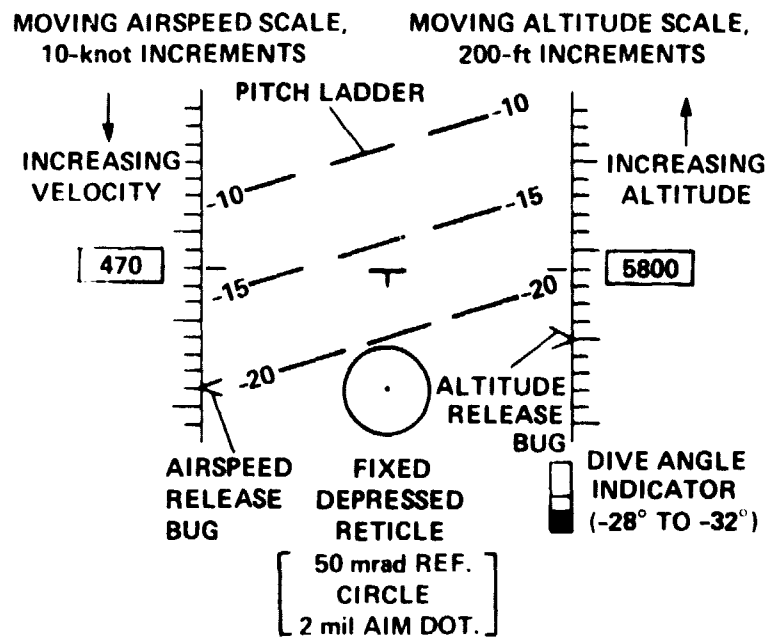 MOVING AIRSPEED SCALE,
10-knot INCREMENTS
MOVING ALTITUDE SCALE,
200-ft INCREMENTS
PITCH LADDER
INCREASING
VELOCITY
INCREASING
ALTITUDE
-10
-10
-15
-15
-20
-20
470
5800
AIRSPEED
RELEASE
BUG
FIXED
DEPRESSED
RETICLE
50 mrad REF.
CIRCLE
2 mil AIM DOT.
ALTITUDE
RELEASE
BUG
DIVE ANGLE
INDICATOR
(-28° TO -32°)